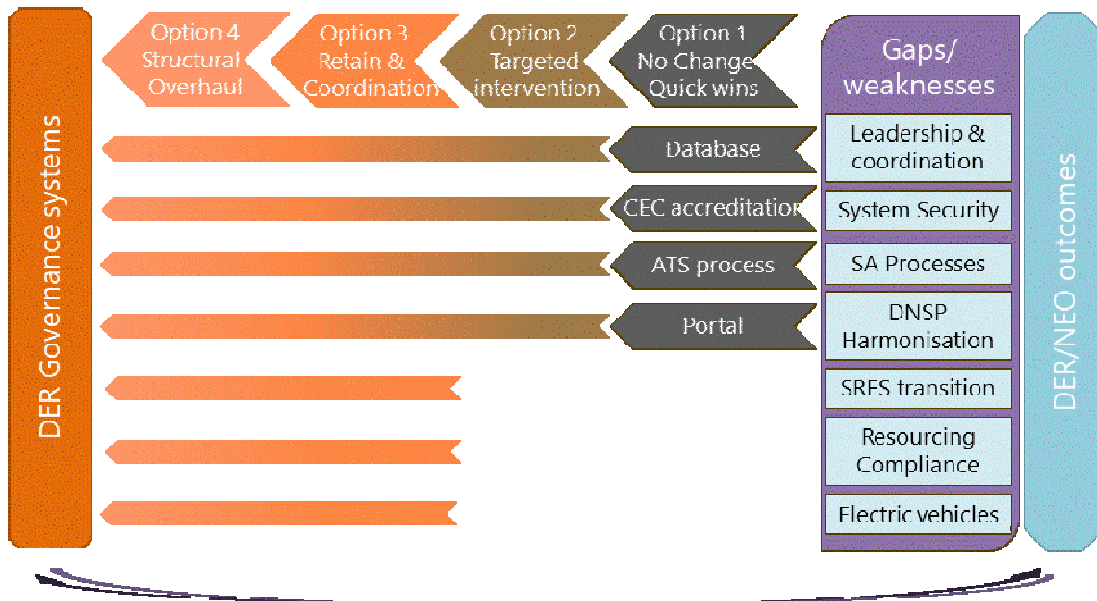 DER Governance systems
Option 4
Structural
Overhaul
Option 3
Retain &
Coordination
Option 2
Targeted
intervention
Option 1
No Change
Quick wins
Database
CEC accreditation
ATS process
Portal
Gaps/
weaknesses
Leadership &
coordination
System Security
SA Processes
DNSP
Harmonisation
SRES transition
Resourcing
Compliance
Electric vehicles
DER/NEO outcomes